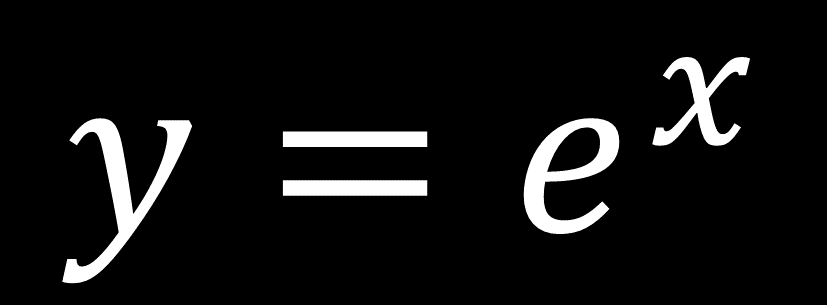 y = e^x